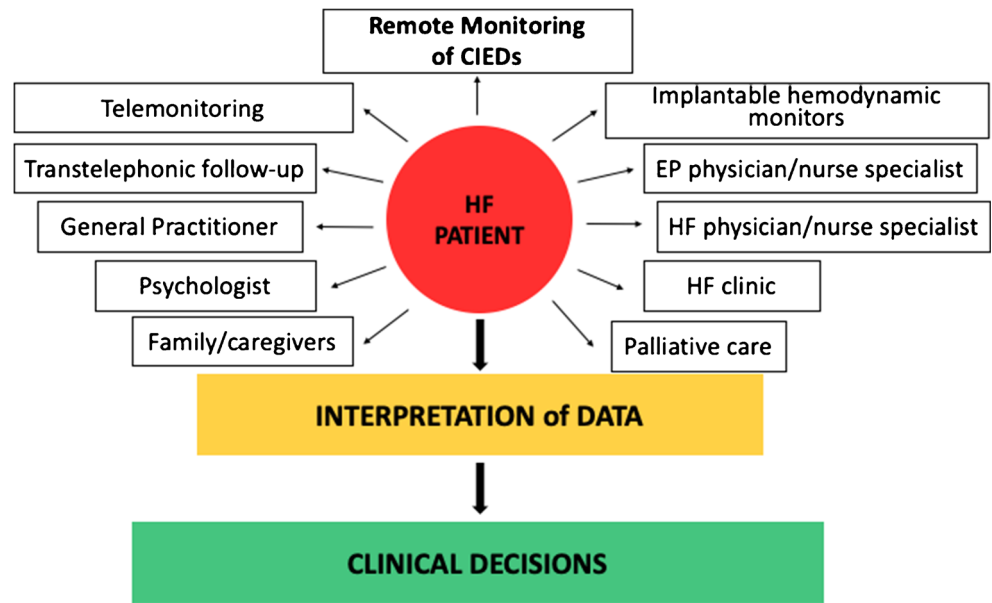 Remote Monitoring
of CIEDs
Telemonitoring
Implantable hemodynamic
monitors
Transtelephonic follow-up
EP physician/nurse specialist
HF
PATIENT
General Practitioner
HF physician/nurse specialist
Psychologist
HF clinic
Family/caregivers
Palliative care
INTERPRETATION of DATA
CLINICAL DECISIONS